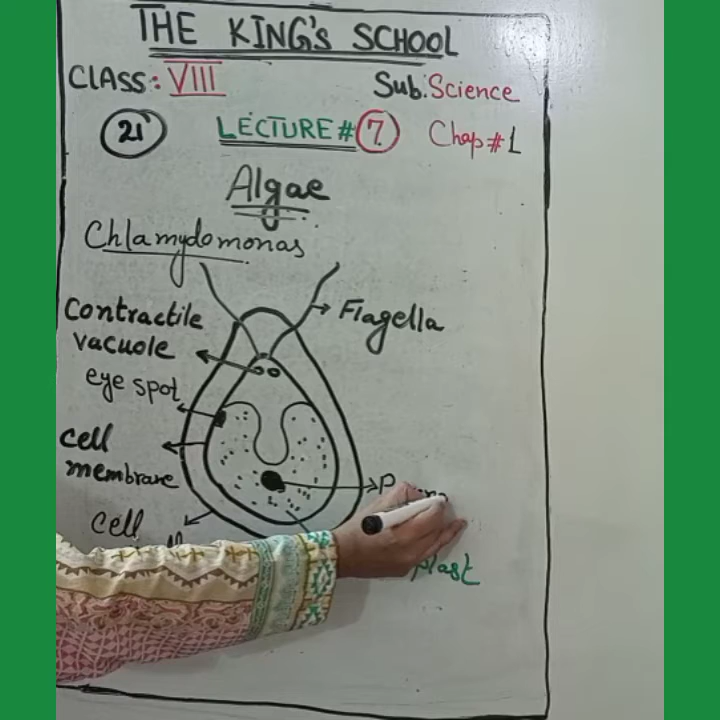 THE KING'S SCHOOL
CLASS: VIII Sub: Science
21 LECTURE # 7 Chap # 1
Algae
Chlamydomonas
Contractile
vacuole
Flagella
eye spot
cell
membrane
cell
plast